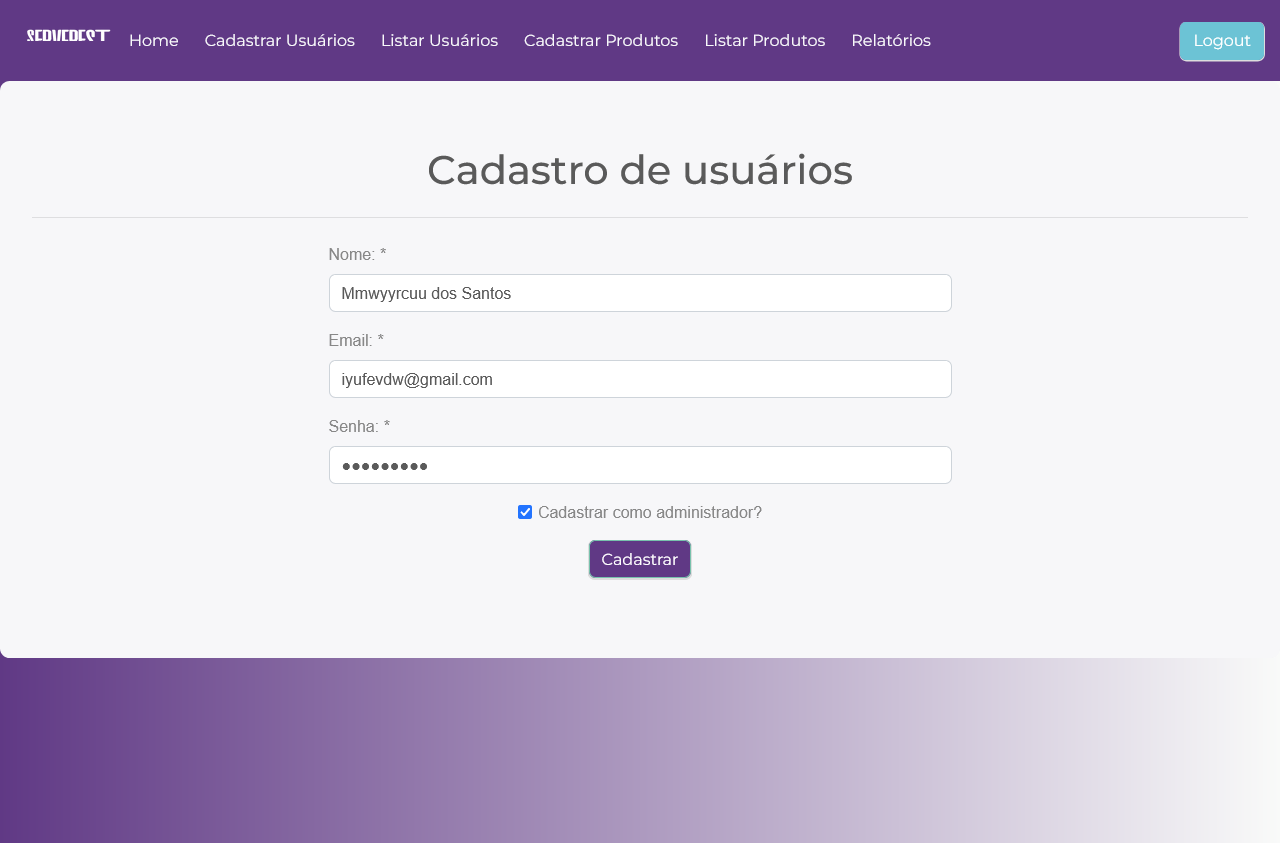 Home Cadastrar Usuários Listar Usuários Cadastrar Produtos Listar Produtos Relatórios Logout
Cadastro de usuários
Nome: *
Mmwyyrcuu dos Santos
Email: *
iyufevdw@gmail.com
Senha: *
•••••••••
Cadastrar como administrador?
Cadastrar